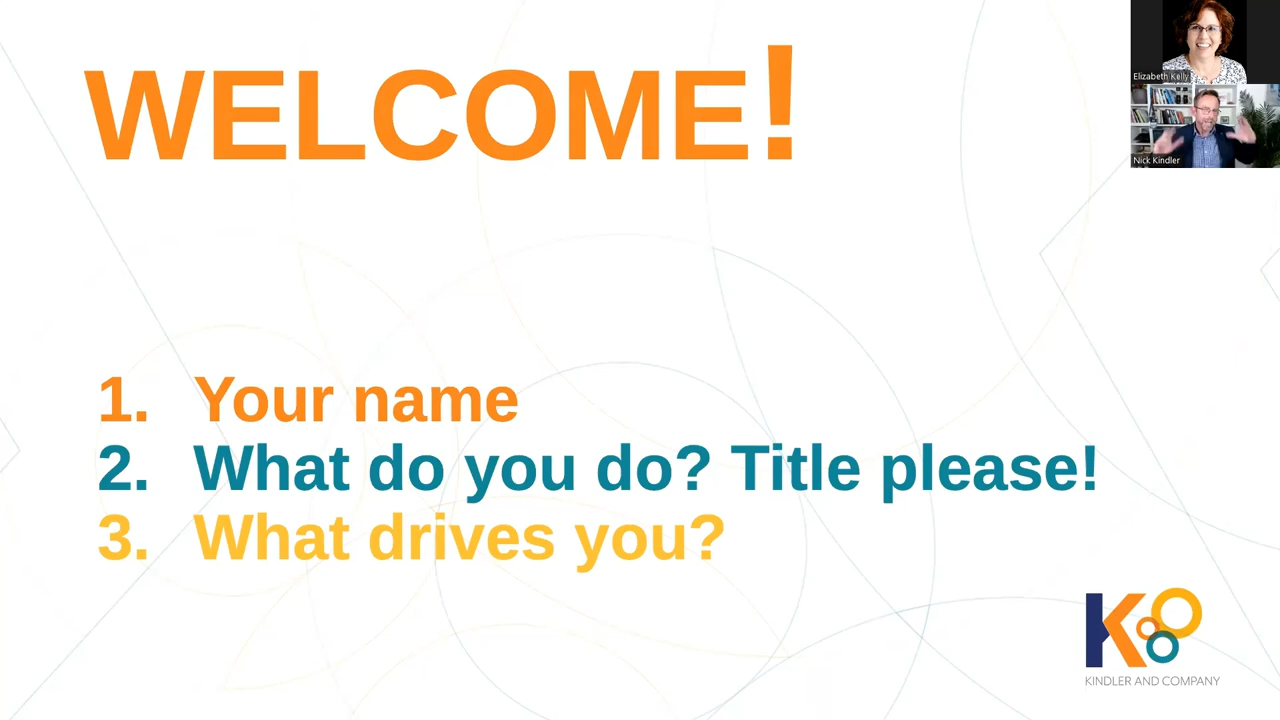 WELCOME!
Elizabeth Kelly
Nick Kindler
1. Your name
2. What do you do? Title please!
3. What drives you?
K
KINDLER AND COMPANY